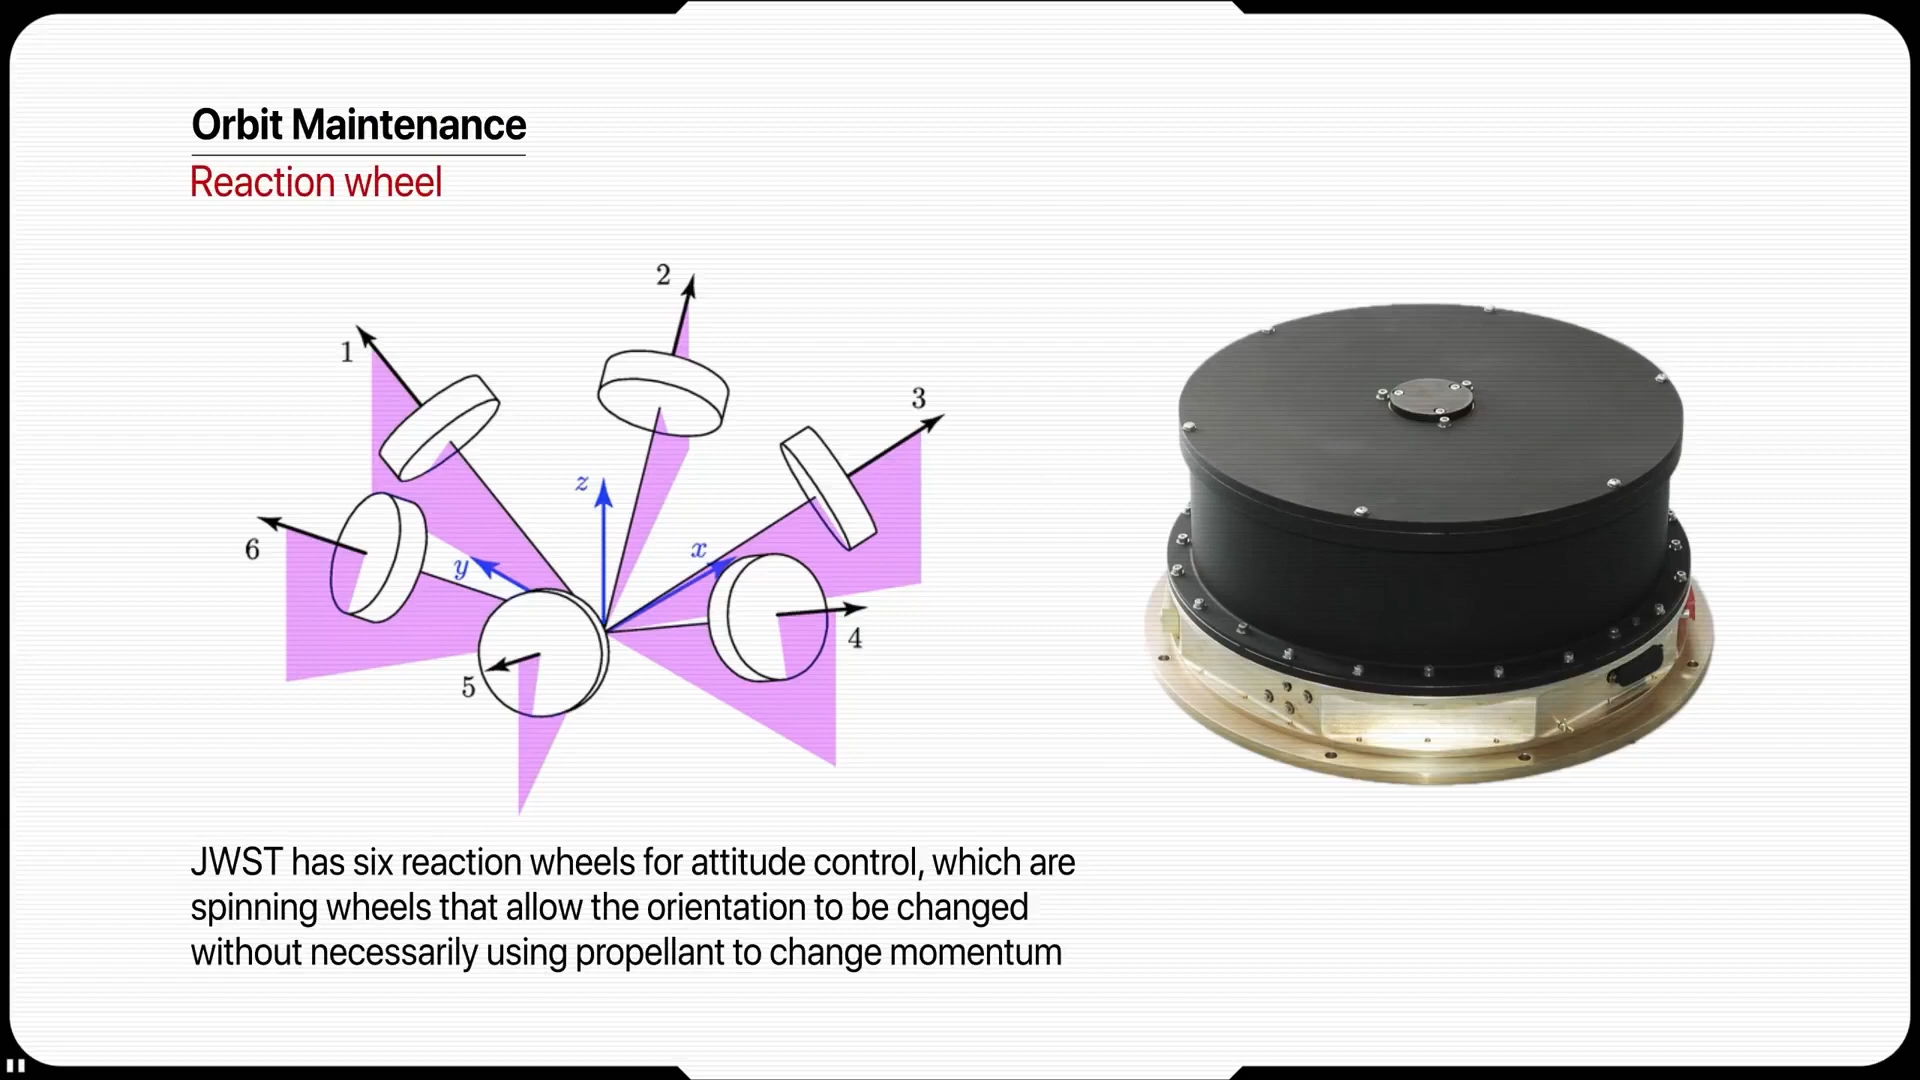 Orbit Maintenance
Reaction wheel
2
1
3
z
6
y
x
4
5
JWST has six reaction wheels for attitude control, which are
spinning wheels that allow the orientation to be changed
without necessarily using propellant to change momentum